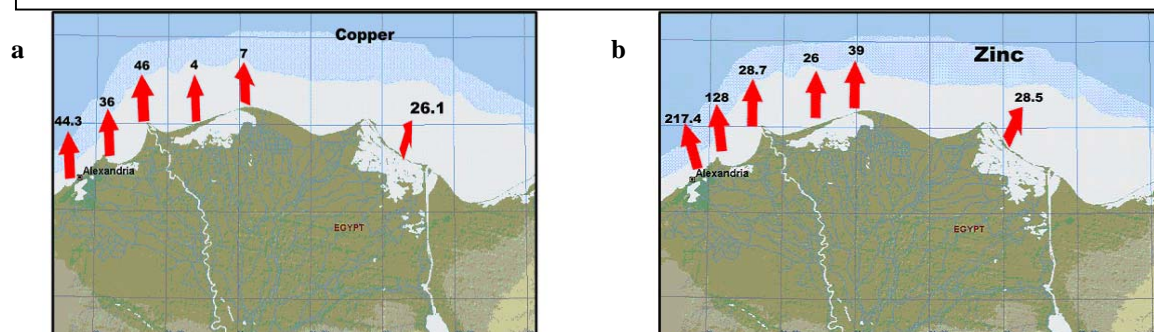 a
Copper
44.3
36
46
4
7
26.1
Alexandria
EGYPT
b
Zinc
217.4
128
28.7
26
39
28.5
Alexandria
EGYPT